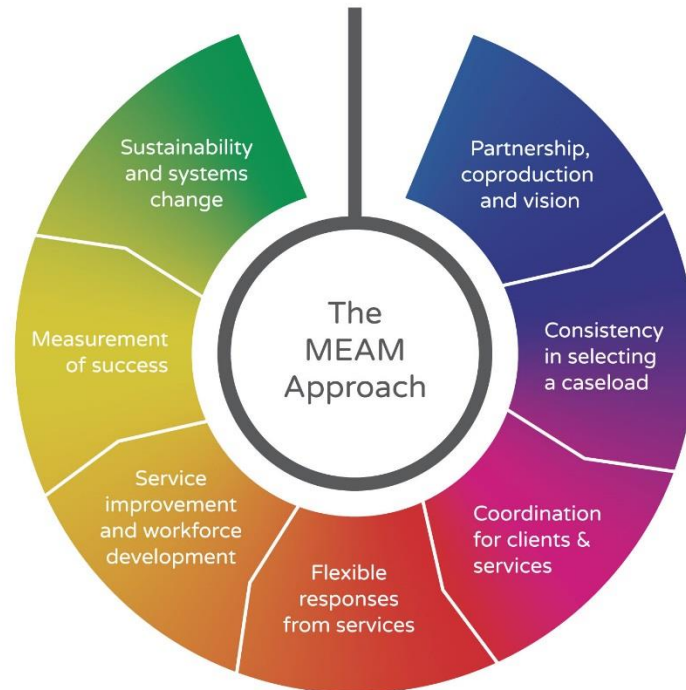 The
MEAM
Approach
Partnership,
coproduction
and vision
Consistency
in selecting
a caseload
Coordination
for clients &
services
Flexible
responses
from services
Service
improvement
and workforce
development
Measurement
of success
Sustainability
and systems
change